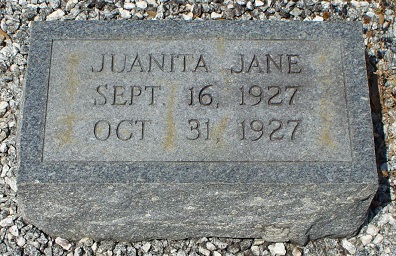 JUANITA JANE
SEPT. 16, 1927
OCT 31, 1927